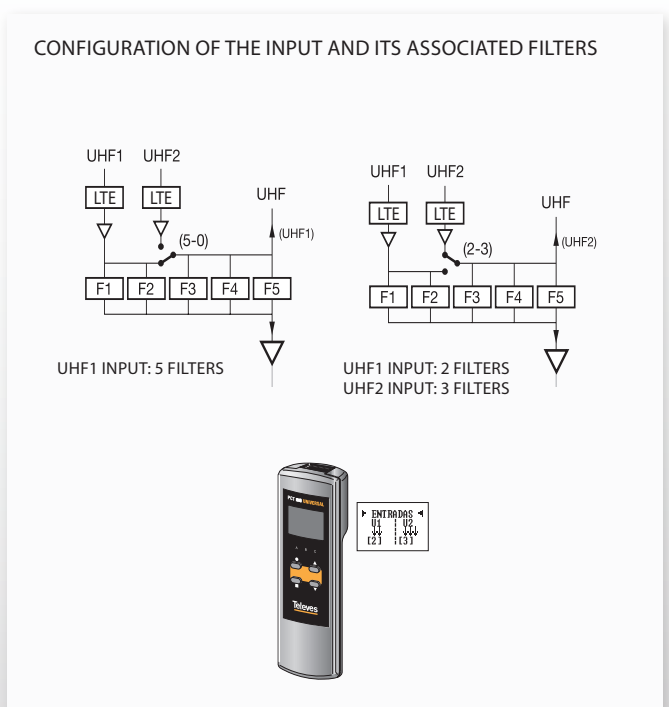 CONFIGURATION OF THE INPUT AND ITS ASSOCIATED FILTERS
UHF1 UHF2
LTE LTE
UHF
(UHF1)
(5-0)
F1 F2 F3 F4 F5
UHF1 INPUT: 5 FILTERS
UHF1 UHF2
LTE LTE
UHF
(UHF2)
(2-3)
F1 F2 F3 F4 F5
UHF1 INPUT: 2 FILTERS
UHF2 INPUT: 3 FILTERS
PCT UNIVERSAL
A B C
Televes
ENTRADAS
U1 U2
[2] [3]